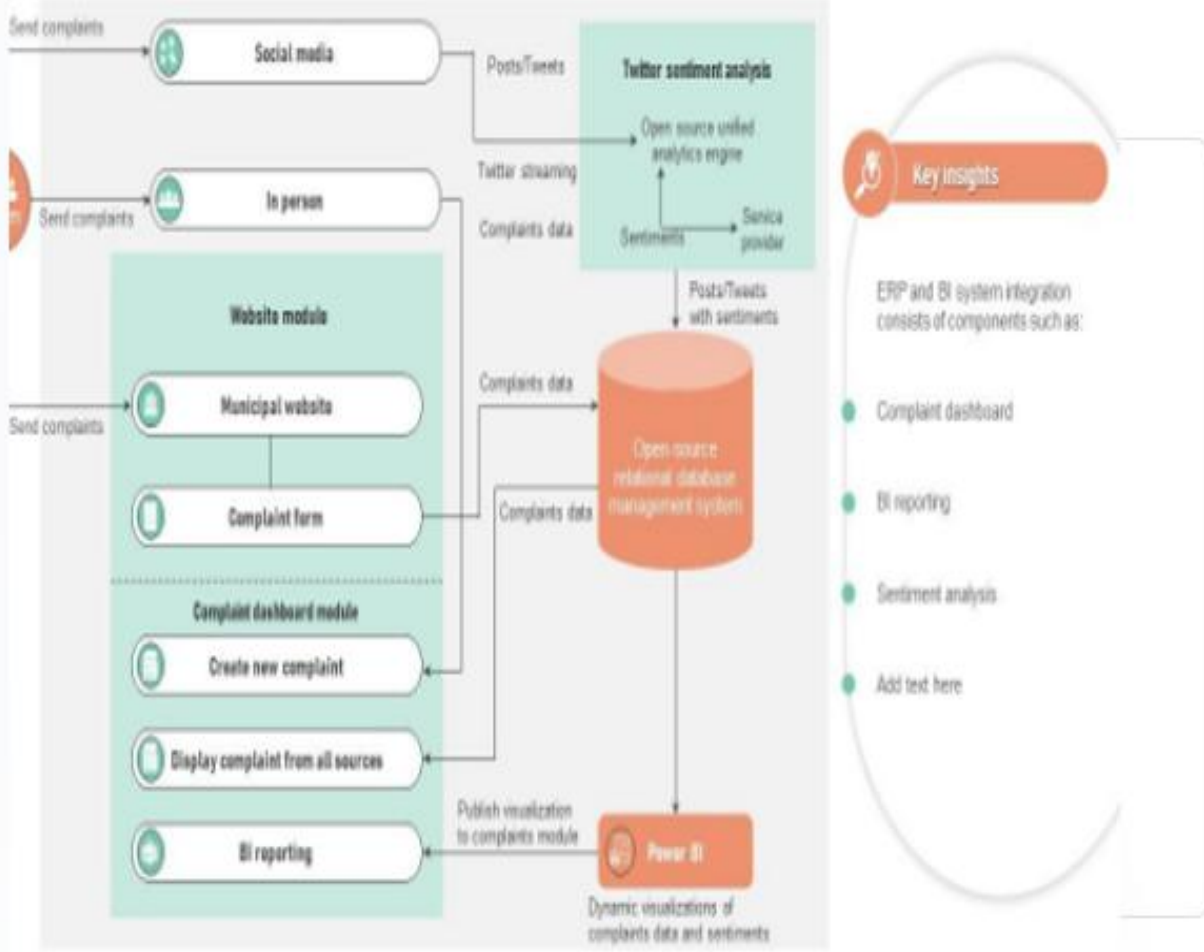 Send complaints
Social media
Posts/Tweets
Twitter sentiment analysis
Open source unified
analytics engine
Twitter streaming
Send complaints
In person
Complaints data
Sentiments
Service
provider
Posts/Tweets
with sentiments
Website module
Send complaints
Municipal website
Complaints data
Complaint form
Complaints data
Open-source
relational database
management system
Complaint dashboard module
Create new complaint
Display complaint from all sources
BI reporting
Publish visualization
to complaints module
Power BI
Dynamic visualizations of
complaints data and sentiments
Key insights
ERP and BI system integration
consists of components such as:
Complaint dashboard
BI reporting
Sentiment analysis
Add text here